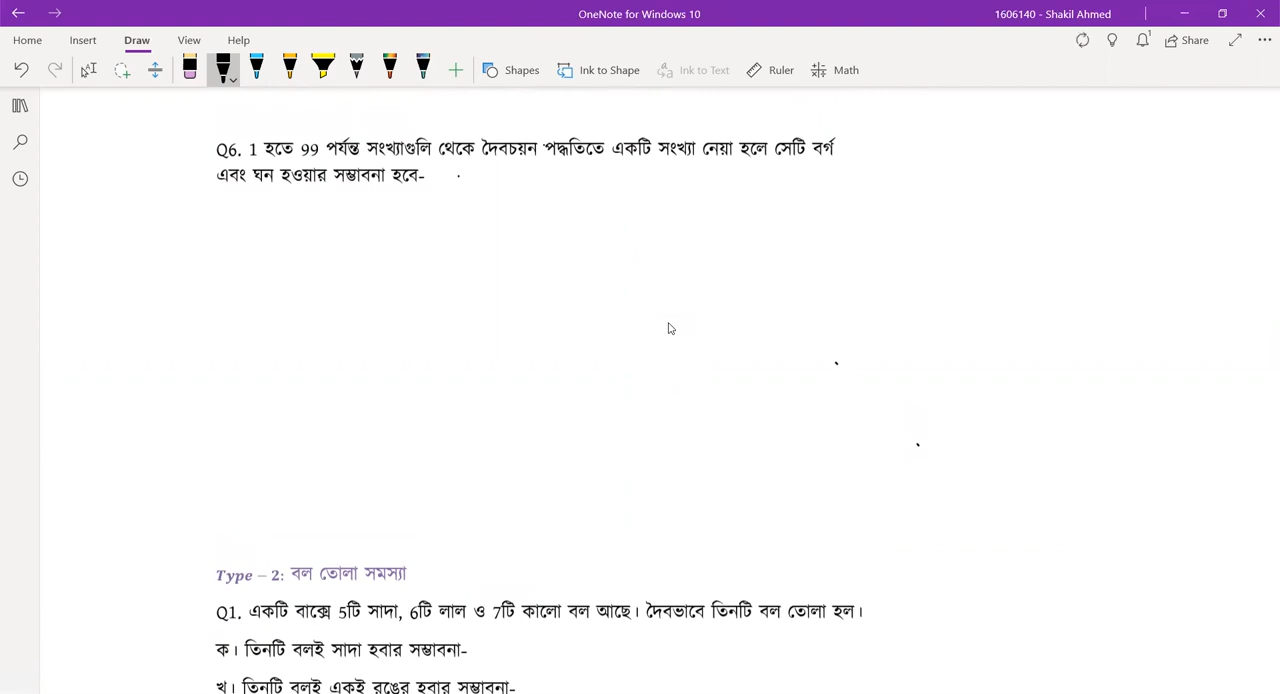 OneNote for Windows 10
1606140 - Shakil Ahmed
Home Insert Draw View Help
Share
Shapes Ink to Shape Ink to Text Ruler Math
Q6. 1 হতে 99 পর্যন্ত সংখ্যাগুলি থেকে দৈবচয়ন পদ্ধতিতে একটি সংখ্যা নেয়া হলে সেটি বর্গ
এবং ঘন হওয়ার সম্ভাবনা হবে-
Type – 2: বল তোলা সমস্যা
Q1. একটি বাক্সে 5টি সাদা, 6টি লাল ও 7টি কালো বল আছে। দৈবভাবে তিনটি বল তোলা হল।
ক। তিনটি বলই সাদা হবার সম্ভাবনা-
খ। তিনটি বলই একই রঙের হবার সম্ভাবনা-